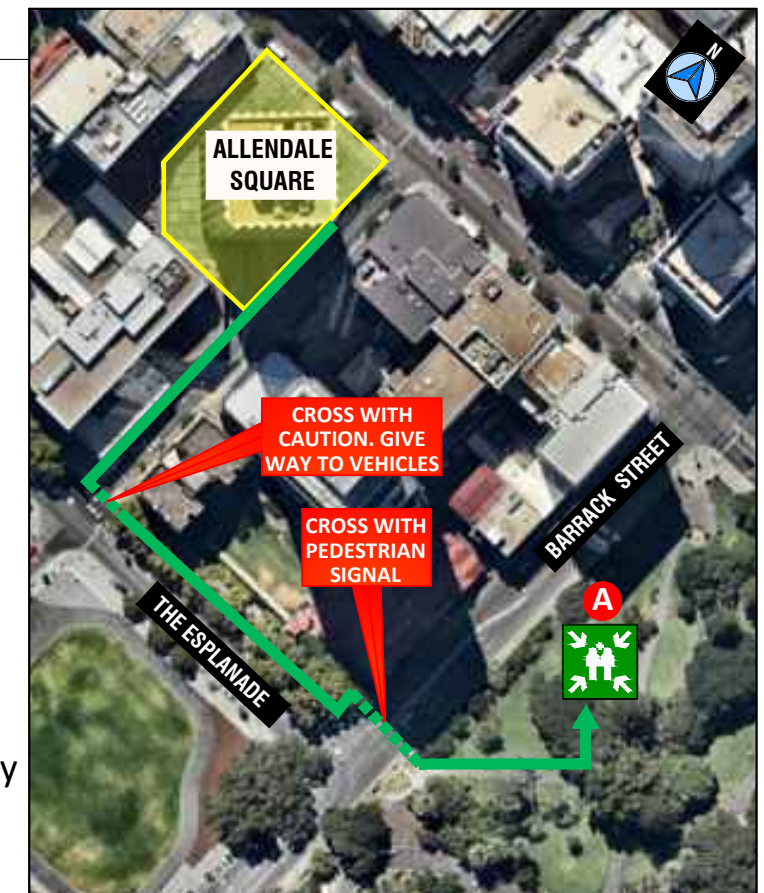 N
ALLENDALE
SQUARE
CROSS WITH
CAUTION. GIVE
WAY TO VEHICLES
CROSS WITH
PEDESTRIAN
SIGNAL
BARRACK STREET
THE ESPLANADE
A
y